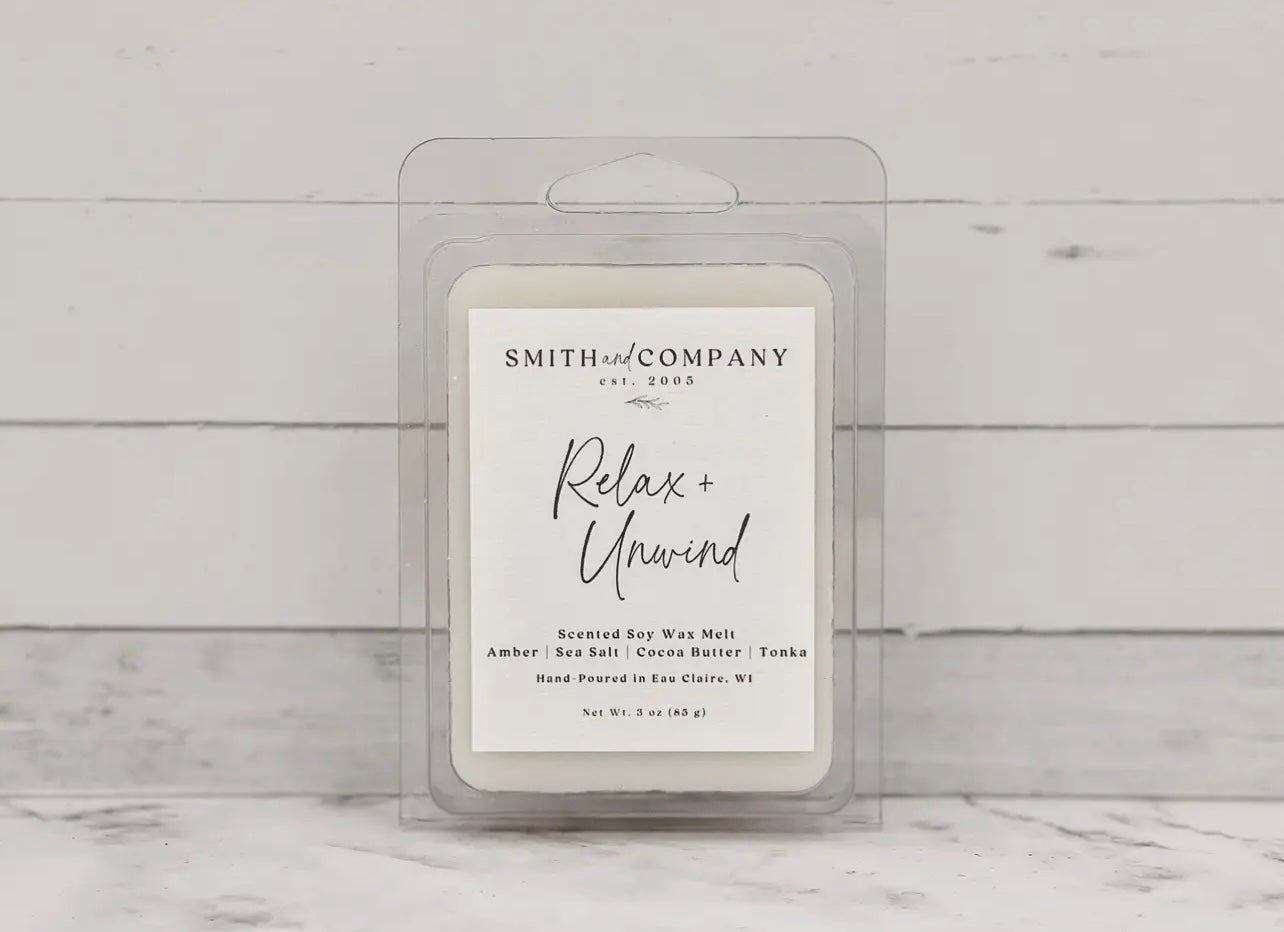 SMITH and COMPANY
est. 2005
Relax +
Unwind
Scented Soy Wax Melt
Amber | Sea Salt | Cocoa Butter | Tonka
Hand-Poured in Eau Claire, WI
Net Wt. 3 oz (85 g)